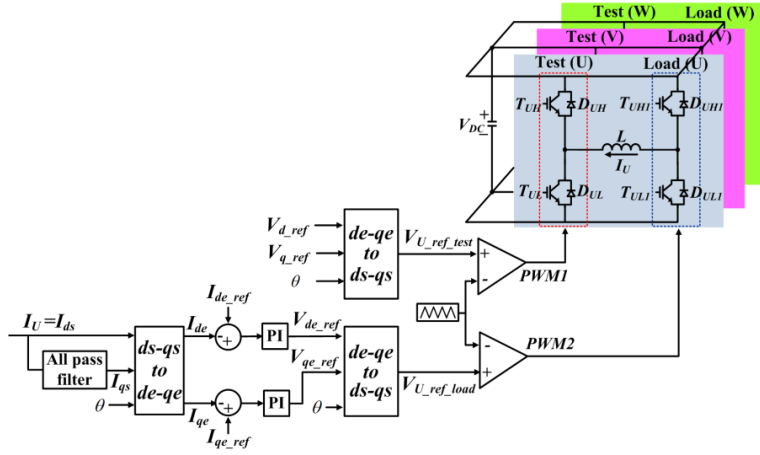 Test (W)
Load (W)
Test (V)
Load (V)
Test (U)
Load (U)
T_UH
D_UH
T_UH1
D_UH1
+
V_DC
-
L
I_U
T_UL
D_UL
T_UL1
D_UL1
V_d_ref
V_q_ref
θ
de-qe
to
ds-qs
V_U_ref_test
+
-
PWM1
I_U=I_ds
All pass
filter
I_qs
θ
ds-qs
to
de-qe
I_de_ref
I_de
-
+
PI
V_de_ref
I_qe
-
+
I_qe_ref
PI
V_qe_ref
θ
de-qe
to
ds-qs
V_U_ref_load
-
+
PWM2